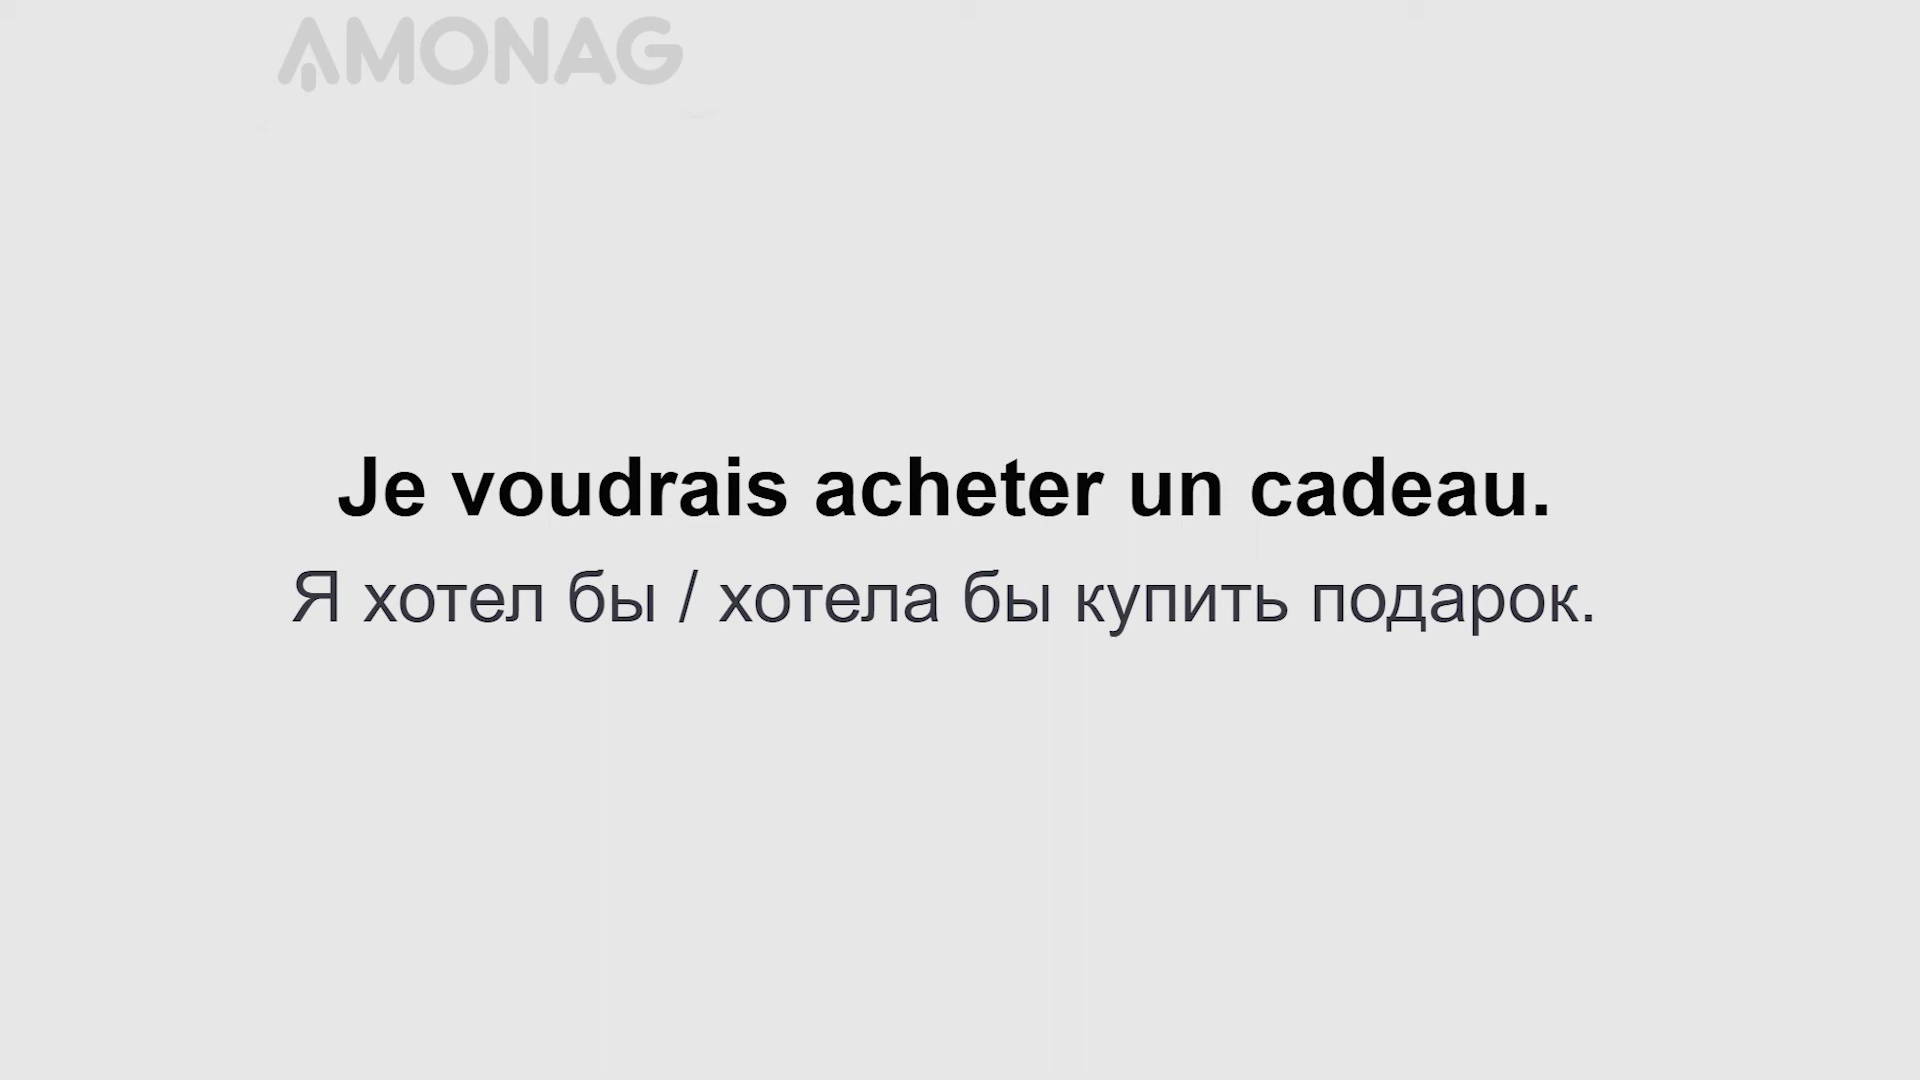 AMONAG
Je voudrais acheter un cadeau.
Я хотел бы / хотела бы купить подарок.